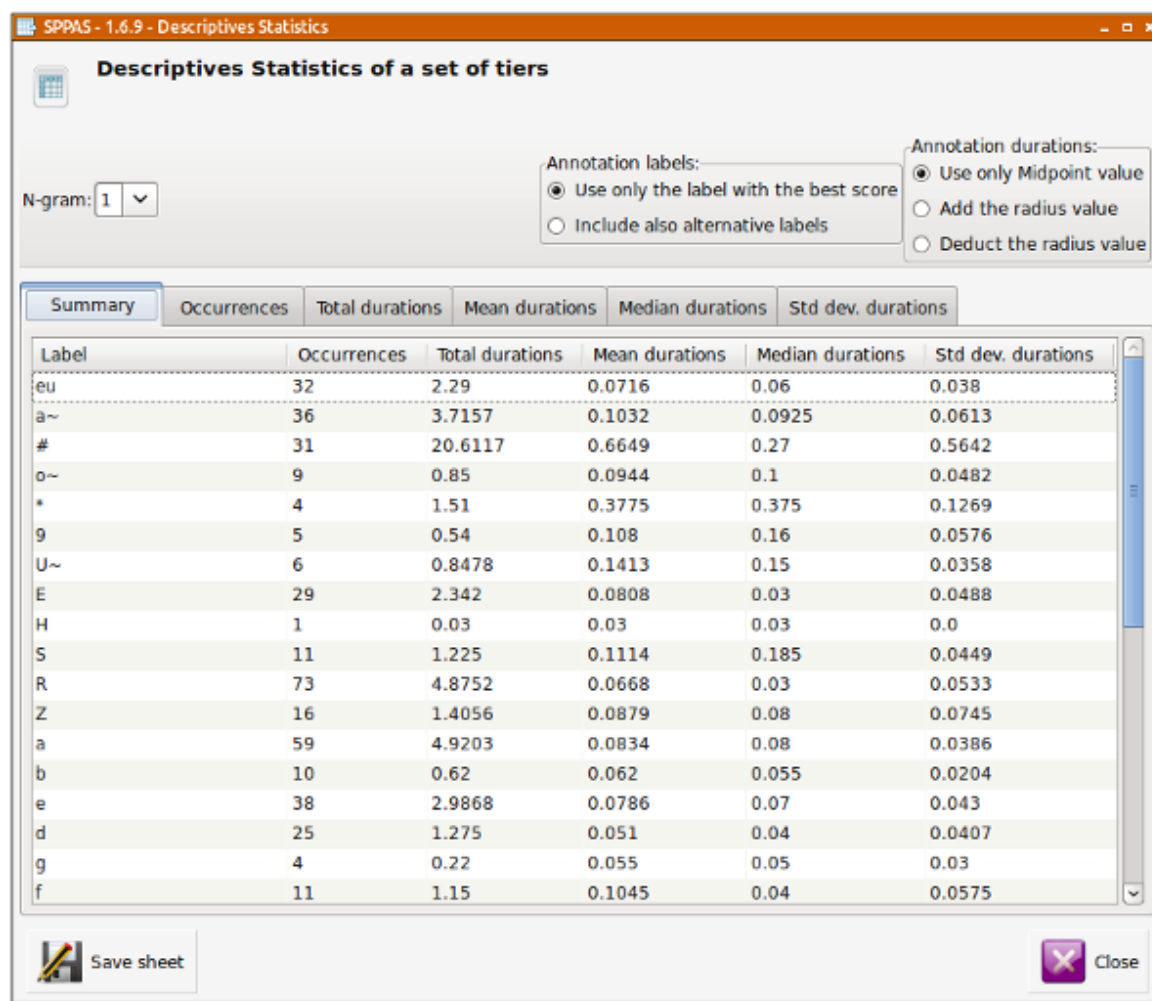 SPPAS - 1.6.9 - Descriptives Statistics
Descriptives Statistics of a set of tiers
N-gram: 1
Annotation labels:
Use only the label with the best score
Include also alternative labels
Annotation durations:
Use only Midpoint value
Add the radius value
Deduct the radius value
Summary Occurrences Total durations Mean durations Median durations Std dev. durations
Label Occurrences Total durations Mean durations Median durations Std dev. durations
eu 32 2.29 0.0716 0.06 0.038
a~ 36 3.7157 0.1032 0.0925 0.0613
# 31 20.6117 0.6649 0.27 0.5642
o~ 9 0.85 0.0944 0.1 0.0482
* 4 1.51 0.3775 0.375 0.1269
9 5 0.54 0.108 0.16 0.0576
U~ 6 0.8478 0.1413 0.15 0.0358
E 29 2.342 0.0808 0.03 0.0488
H 1 0.03 0.03 0.03 0.0
S 11 1.225 0.1114 0.185 0.0449
R 73 4.8752 0.0668 0.03 0.0533
Z 16 1.4056 0.0879 0.08 0.0745
a 59 4.9203 0.0834 0.08 0.0386
b 10 0.62 0.062 0.055 0.0204
e 38 2.9868 0.0786 0.07 0.043
d 25 1.275 0.051 0.04 0.0407
g 4 0.22 0.055 0.05 0.03
f 11 1.15 0.1045 0.04 0.0575
Save sheet
Close